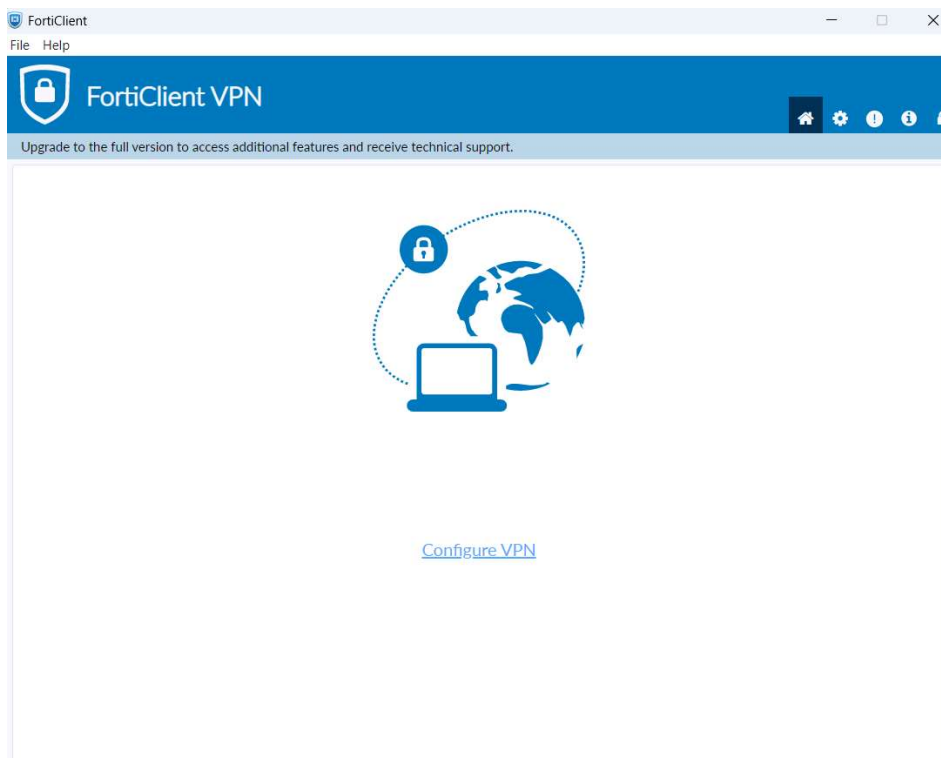 FortiClient
File Help
FortiClient VPN
Upgrade to the full version to access additional features and receive technical support.
Configure VPN